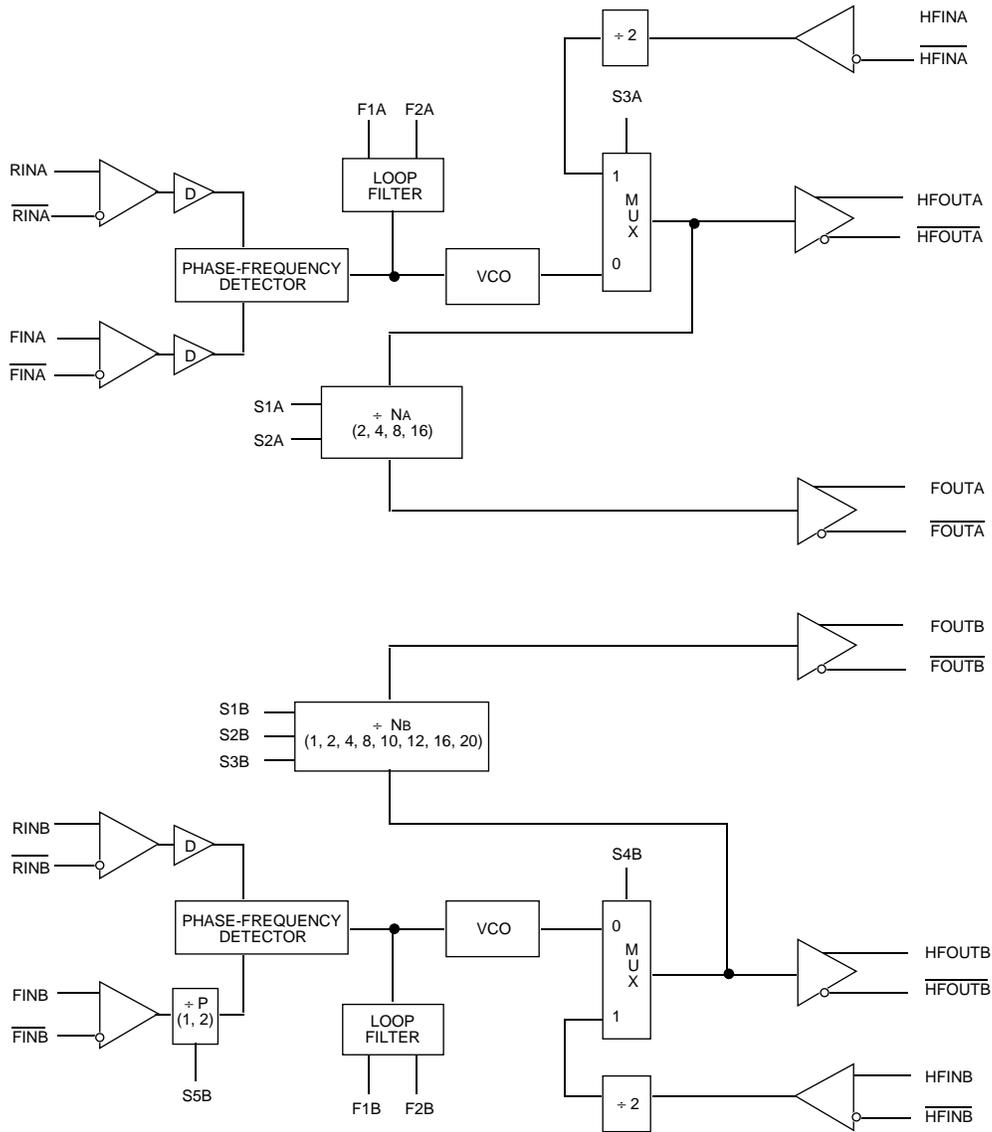 HFINA
÷ 2
HFINA
S3A
F1A F2A
RINA
LOOP
FILTER
1
D
MUX
HFOUTA
RINA
HFOUTA
PHASE-FREQUENCY
DETECTOR
VCO
0
FINA
D
FINA
S1A
÷ NA
(2, 4, 8, 16)
S2A
FOUTA
FOUTA
FOUTB
FOUTB
S1B
÷ NB
S2B
(1, 2, 4, 8, 10, 12, 16, 20)
S3B
RINB
D
S4B
RINB
PHASE-FREQUENCY
DETECTOR
VCO
0
MUX
HFOUTB
FINB
÷ P
(1, 2)
HFOUTB
LOOP
FILTER
1
FINB
S5B
F1B F2B
÷ 2
HFINB
HFINB